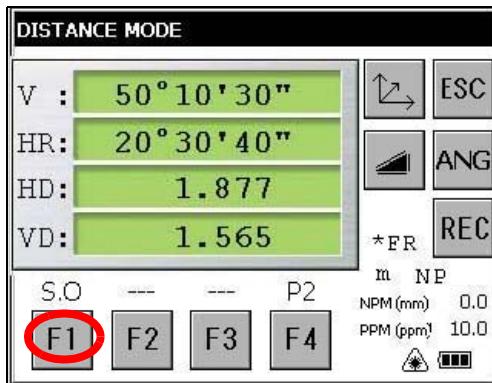 DISTANCE MODE
V : 50°10'30"
HR: 20°30'40"
HD: 1.877
VD: 1.565
ESC
ANG
REC
*FR
m NP
NPM (mm) 0.0
PPM (ppm) 10.0
S.O --- --- P2
F1 F2 F3 F4